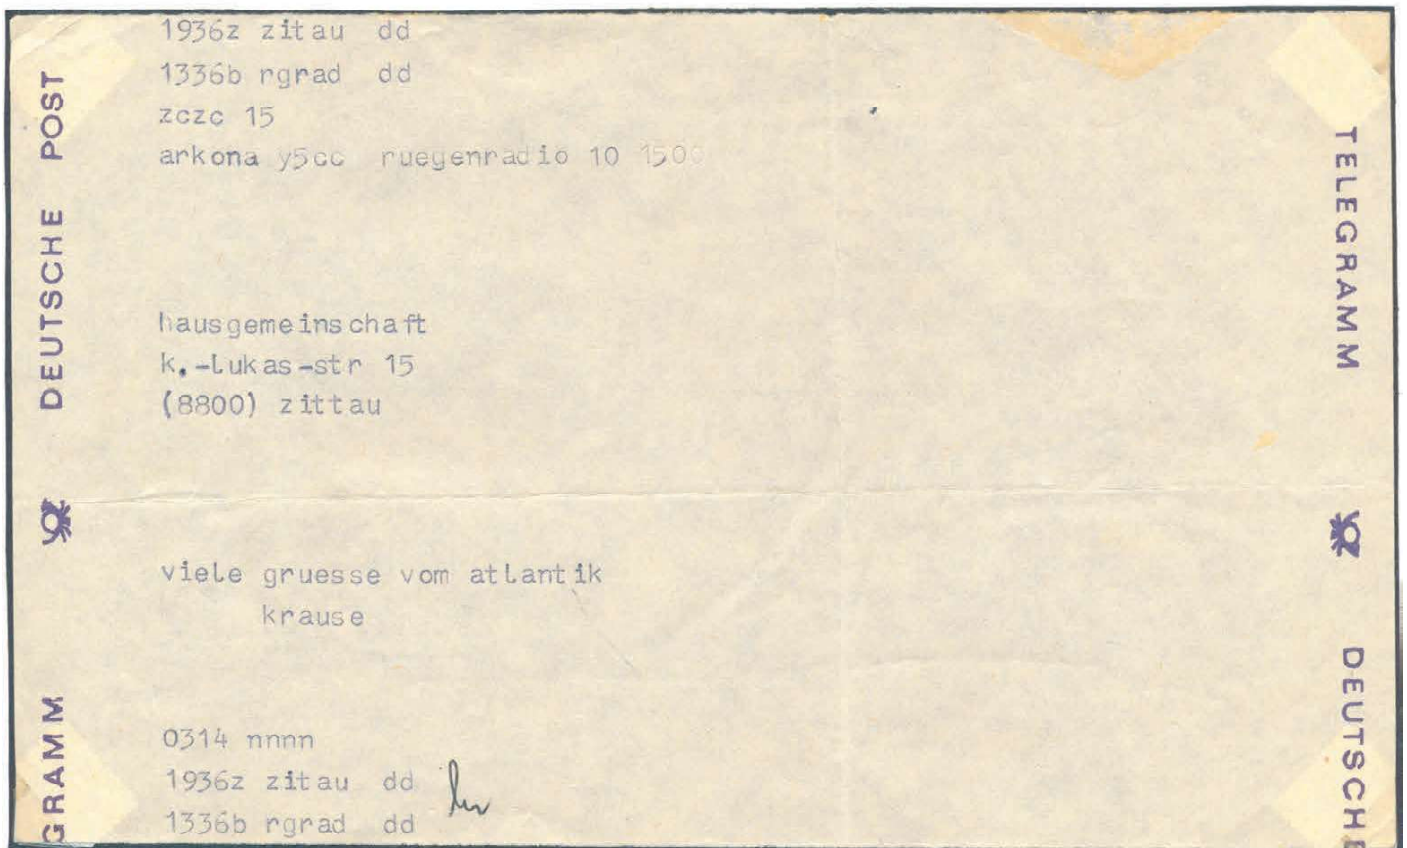 1936z zitau dd
1336b rgrad dd
zczc 15
arkona y5cc ruegenradio 10 1500
hausgemeinschaft
k.-lukas-str 15
(8800) zittau
viele gruesse vom atlantik
krause
0314 nnnn
1936z zitau dd
1336b rgrad dd
DEUTSCHE POST
GRAMM
TELEGRAMM
DEUTSCHE